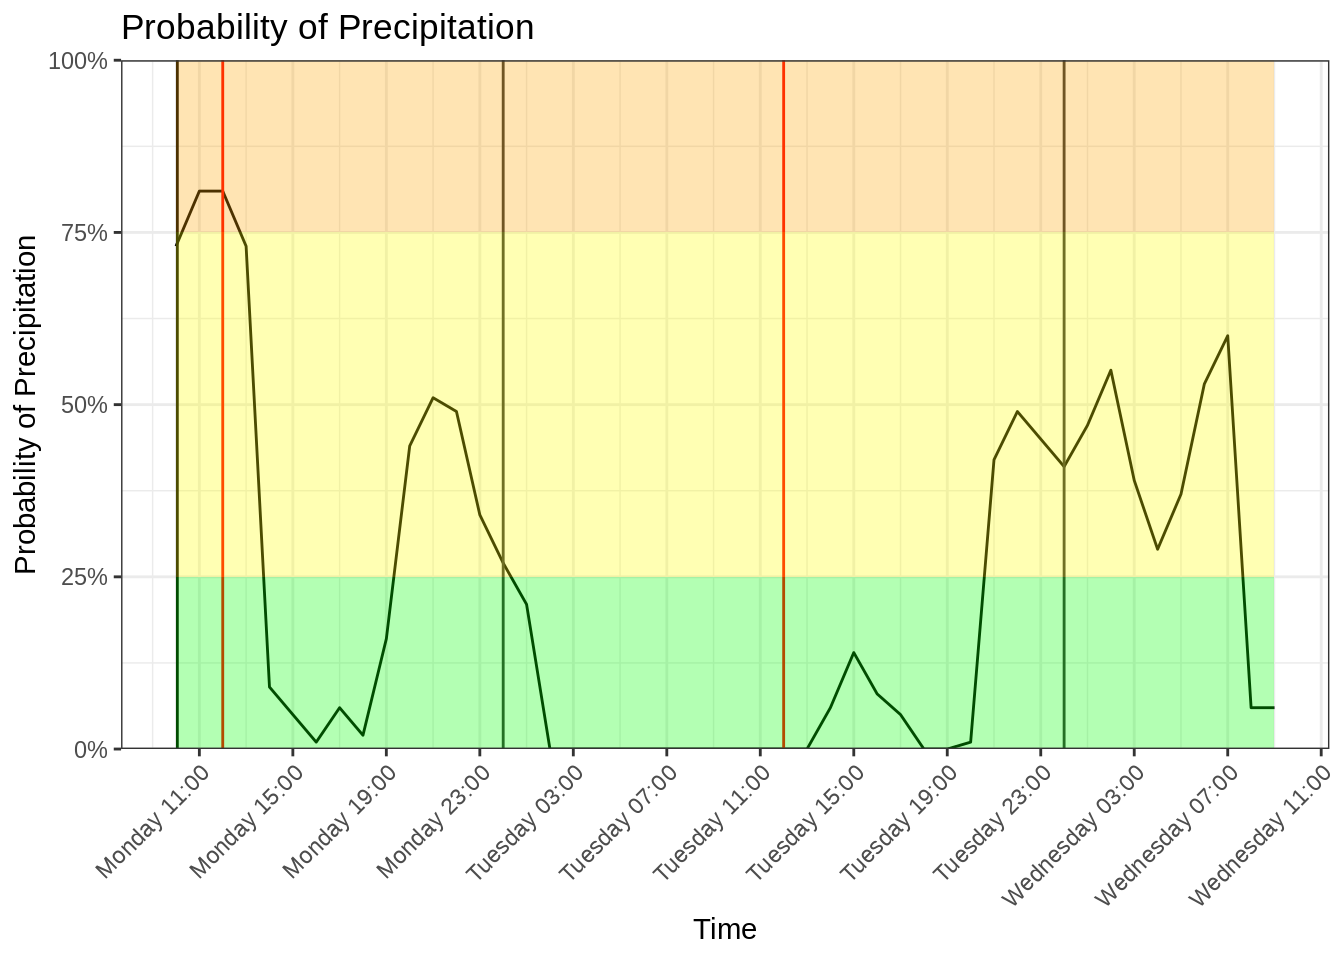 Probability of Precipitation
Probability of Precipitation
100%
75%
50%
25%
0%
Monday 11:00
Monday 15:00
Monday 19:00
Monday 23:00
Tuesday 03:00
Tuesday 07:00
Tuesday 11:00
Tuesday 15:00
Tuesday 19:00
Tuesday 23:00
Wednesday 03:00
Wednesday 07:00
Wednesday 11:00
Time